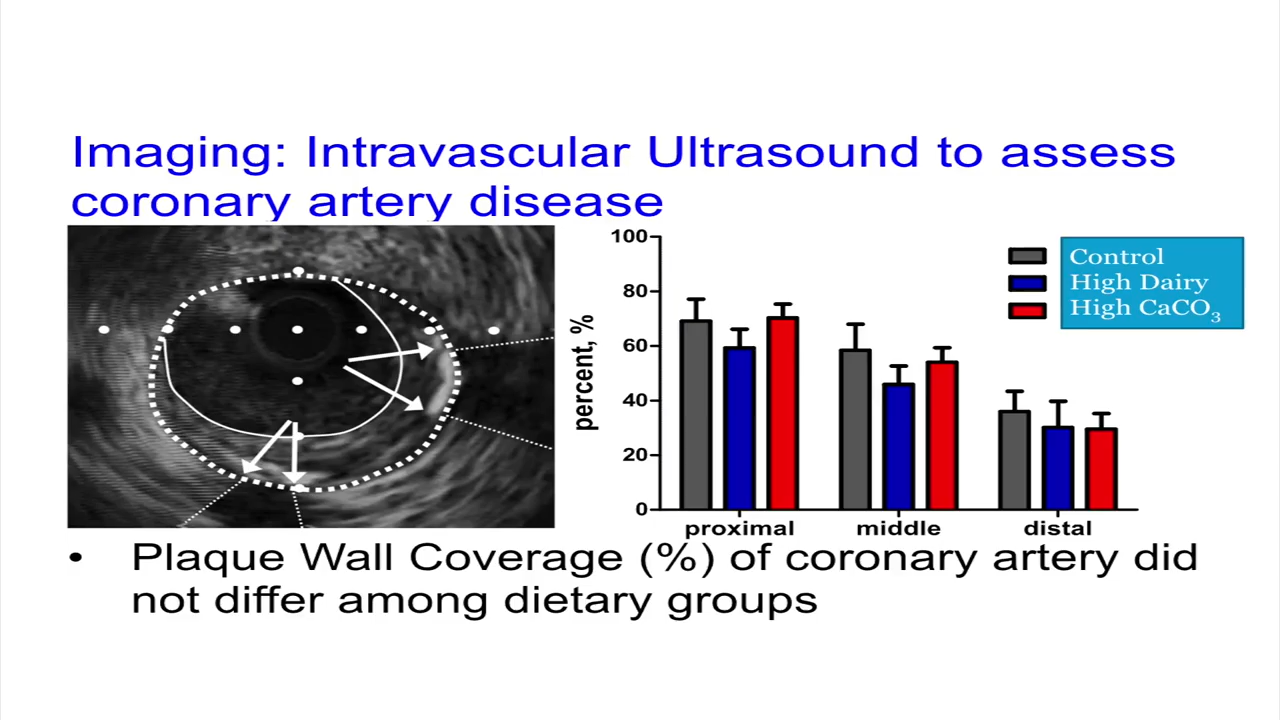 Imaging: Intravascular Ultrasound to assess
coronary artery disease
100
80
60
40
20
0
percent, %
proximal
middle
distal
Control
High Dairy
High CaCO₃
• Plaque Wall Coverage (%) of coronary artery did
not differ among dietary groups